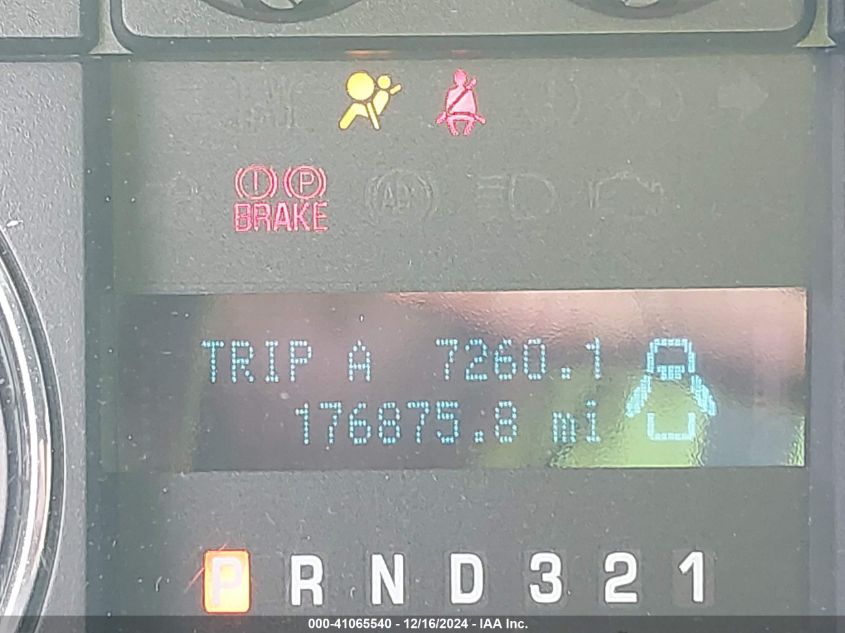 ! P
BRAKE
TRIP A 7260.1
176875.8 mi
P R N D 3 2 1
000-41065540 - 12/16/2024 - IAA Inc.